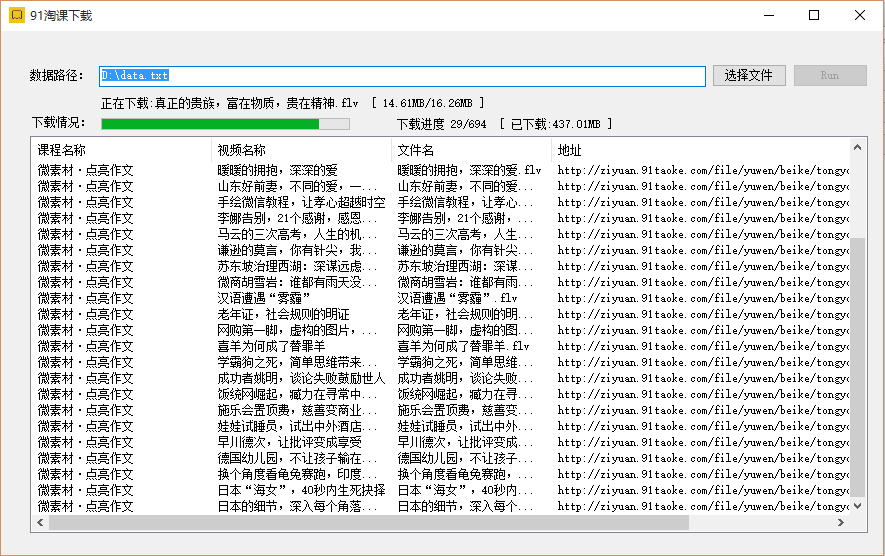 91淘课下载
数据路径： D:\data.txt 选择文件 Run
正在下载:真正的贵族，富在物质，贵在精神.flv [ 14.61MB/16.26MB ]
下载情况： 下载进度 29/694 [ 已下载:437.01MB ]
课程名称 视频名称 文件名 地址
微素材·点亮作文 暖暖的拥抱，深深的爱 暖暖的拥抱，深深的爱.flv http://ziyuan.91taoke.com/file/yuwen/beike/tongyc
微素材·点亮作文 山东好前妻，不同的爱，一... 山东好前妻，不同的爱，... http://ziyuan.91taoke.com/file/yuwen/beike/tongyc
微素材·点亮作文 手绘微信教程，让孝心超越时空 手绘微信教程，让孝心... http://ziyuan.91taoke.com/file/yuwen/beike/tongyc
微素材·点亮作文 李娜告别，21个感谢，感恩... 李娜告别，21个感谢，... http://ziyuan.91taoke.com/file/yuwen/beike/tongyc
微素材·点亮作文 马云的三次高考，人生的机... 马云的三次高考，人生... http://ziyuan.91taoke.com/file/yuwen/beike/tongyc
微素材·点亮作文 谦逊的莫言，你有针尖，我... 谦逊的莫言，你有针尖... http://ziyuan.91taoke.com/file/yuwen/beike/tongyc
微素材·点亮作文 苏东坡治理西湖：深谋远虑... 苏东坡治理西湖：深谋... http://ziyuan.91taoke.com/file/yuwen/beike/tongyc
微素材·点亮作文 微商胡雪岩：谁都有雨天没... 微商胡雪岩：谁都有雨... http://ziyuan.91taoke.com/file/yuwen/beike/tongyc
微素材·点亮作文 汉语遭遇“雾霾” 汉语遭遇“雾霾”.flv http://ziyuan.91taoke.com/file/yuwen/beike/tongyc
微素材·点亮作文 老年证，社会规则的明证 老年证，社会规则的明... http://ziyuan.91taoke.com/file/yuwen/beike/tongyc
微素材·点亮作文 网购第一脚，虚构的图片，... 网购第一脚，虚构的图... http://ziyuan.91taoke.com/file/yuwen/beike/tongyc
微素材·点亮作文 喜羊为何成了替罪羊 喜羊为何成了替罪羊.flv http://ziyuan.91taoke.com/file/yuwen/beike/tongyc
微素材·点亮作文 学霸狗之死，简单思维带来... 学霸狗之死，简单思维... http://ziyuan.91taoke.com/file/yuwen/beike/tongyc
微素材·点亮作文 成功者姚明，谈论失败鼓励世人 成功者姚明，谈论失败... http://ziyuan.91taoke.com/file/yuwen/beike/tongyc
微素材·点亮作文 饭统网崛起，臧力在寻常中... 饭统网崛起，臧力在寻... http://ziyuan.91taoke.com/file/yuwen/beike/tongyc
微素材·点亮作文 施乐会置顶费，慈善变商业... 施乐会置顶费，慈善变... http://ziyuan.91taoke.com/file/yuwen/beike/tongyc
微素材·点亮作文 娃娃试睡员，试出中外酒店... 娃娃试睡员，试出中外... http://ziyuan.91taoke.com/file/yuwen/beike/tongyc
微素材·点亮作文 早川德次，让批评变成享受 早川德次，让批评变成... http://ziyuan.91taoke.com/file/yuwen/beike/tongyc
微素材·点亮作文 德国幼儿园，不让孩子输在... 德国幼儿园，不让孩子... http://ziyuan.91taoke.com/file/yuwen/beike/tongyc
微素材·点亮作文 换个角度看龟兔赛跑，印度... 换个角度看龟兔赛跑，... http://ziyuan.91taoke.com/file/yuwen/beike/tongyc
微素材·点亮作文 日本“海女”，40秒内生死抉择 日本“海女”，40秒内... http://ziyuan.91taoke.com/file/yuwen/beike/tongyc
微素材·点亮作文 日本的细节，深入每个角落... 日本的细节，深入每个... http://ziyuan.91taoke.com/file/yuwen/beike/tongyc